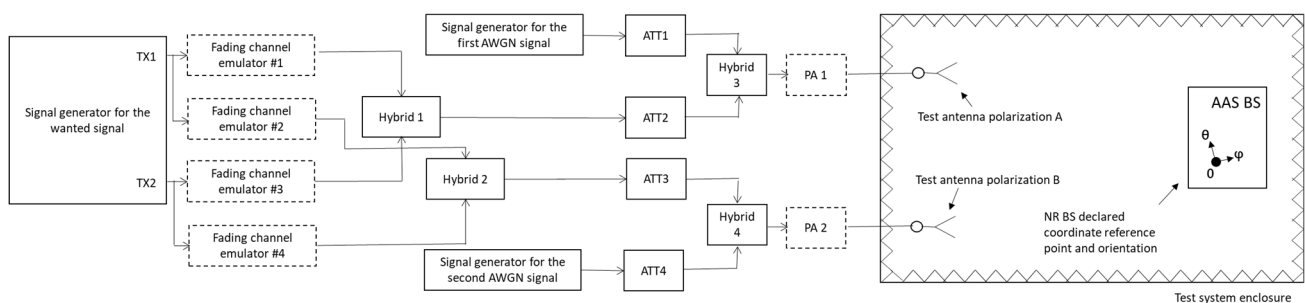 Signal generator for the
wanted signal
TX1
TX2
Fading channel
emulator #1
Fading channel
emulator #2
Fading channel
emulator #3
Fading channel
emulator #4
Hybrid 1
Hybrid 2
Signal generator for the
first AWGN signal
ATT1
ATT2
ATT3
Signal generator for the
second AWGN signal
ATT4
Hybrid
3
Hybrid
4
PA 1
PA 2
Test antenna polarization A
Test antenna polarization B
AAS BS
θ
φ
0
NR BS declared
coordinate reference
point and orientation
Test system enclosure